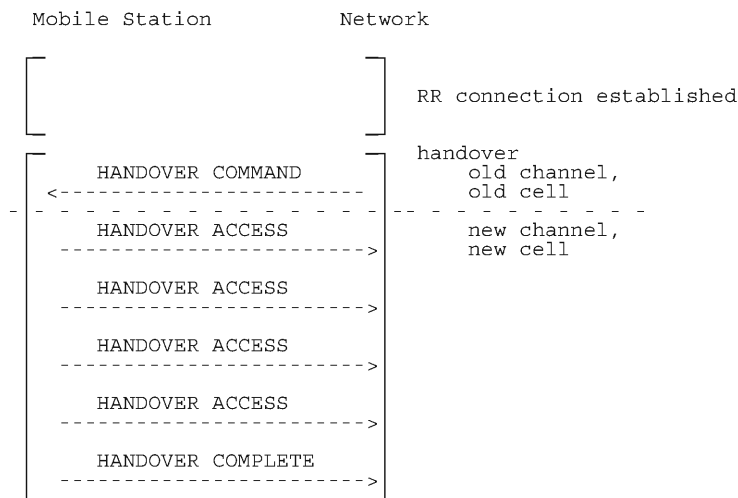 Mobile Station Network
RR connection established
handover
HANDOVER COMMAND old channel,
old cell
HANDOVER ACCESS new channel,
new cell
HANDOVER ACCESS
HANDOVER ACCESS
HANDOVER ACCESS
HANDOVER COMPLETE